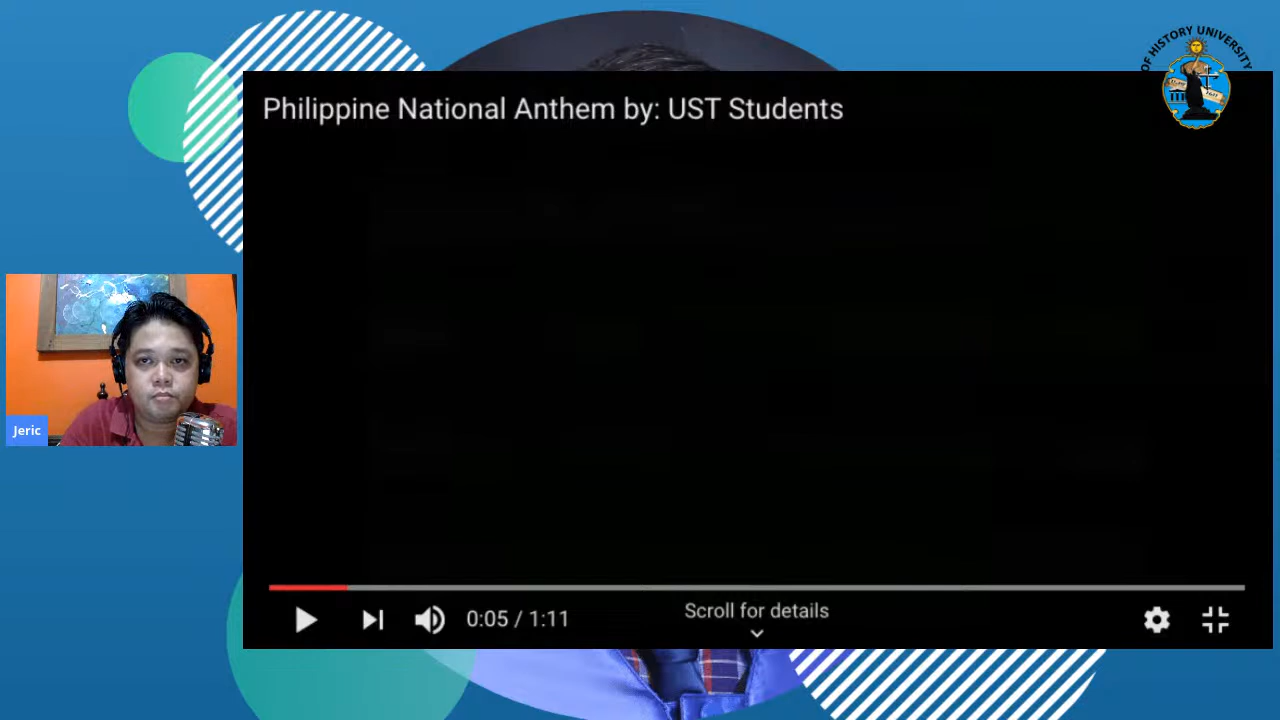 Philippine National Anthem by: UST Students
OF HISTORY UNIVERSITY
Jeric
0:05 / 1:11
Scroll for details